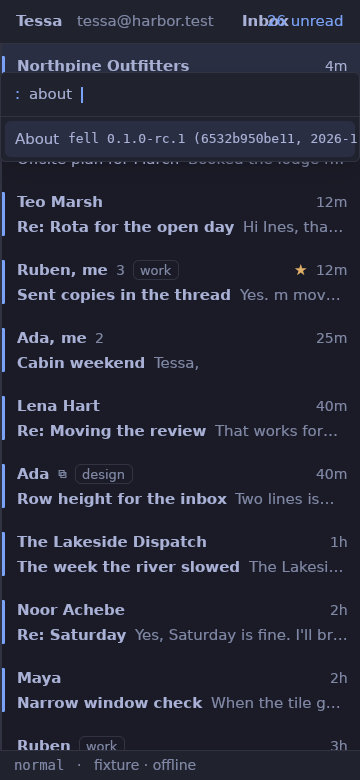 Tessa tessa@harbor.test Inbox 26 unread
Northpine Outfitters 4m
: about
About fell 0.1.0-rc.1 (6532b950be11, 2026-1
Teo Marsh 12m
Re: Rota for the open day Hi Ines, tha…
Ruben, me 3 work ★ 12m
Sent copies in the thread Yes. m mov…
Ada, me 2 25m
Cabin weekend Tessa,
Lena Hart 40m
Re: Moving the review That works for…
Ada ⧉ design 40m
Row height for the inbox Two lines is…
The Lakeside Dispatch 1h
The week the river slowed The Lakesi…
Noor Achebe 2h
Re: Saturday Yes, Saturday is fine. I'll br…
Maya 2h
Narrow window check When the tile g…
Ruben work 3h
normal · fixture · offline